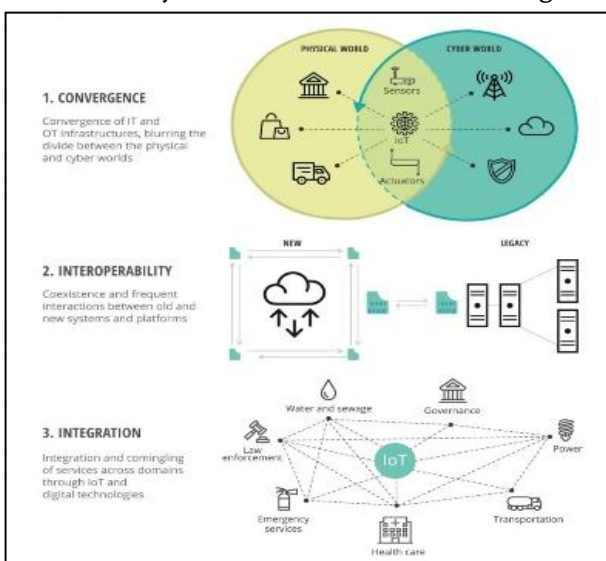 PHYSICAL WORLD
CYBER WORLD
Sensors
1. CONVERGENCE
Convergence of IT and
OT infrastructures, blurring the
divide between the physical
and cyber worlds
IoT
Actuators
NEW
LEGACY
2. INTEROPERABILITY
Coexistence and frequent
interactions between old and
new systems and platforms
3. INTEGRATION
Integration and comingling
of services across domains
through IoT and
digital technologies
Water and sewage
Governance
Law
enforcement
Power
IoT
Emergency
services
Transportation
Health care